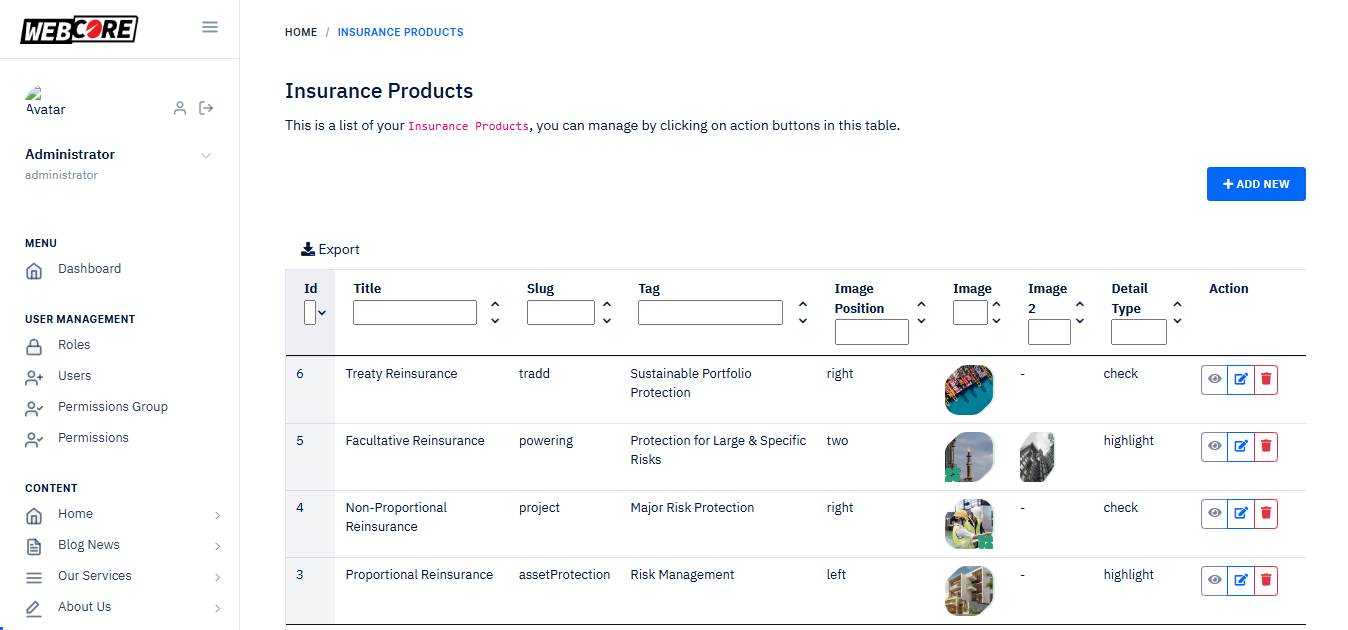 WEBCORE
HOME / INSURANCE PRODUCTS
Avatar
Administrator
administrator
MENU
Dashboard
USER MANAGEMENT
Roles
Users
Permissions Group
Permissions
CONTENT
Home
Blog News
Our Services
About Us
Insurance Products
This is a list of your Insurance Products, you can manage by clicking on action buttons in this table.
ADD NEW
Export
Id Title Slug Tag Image Position Image Image 2 Detail Type Action
6 Treaty Reinsurance tradd Sustainable Portfolio Protection right - check
5 Facultative Reinsurance powering Protection for Large & Specific Risks two highlight
4 Non-Proportional Reinsurance project Major Risk Protection right - check
3 Proportional Reinsurance assetProtection Risk Management left - highlight